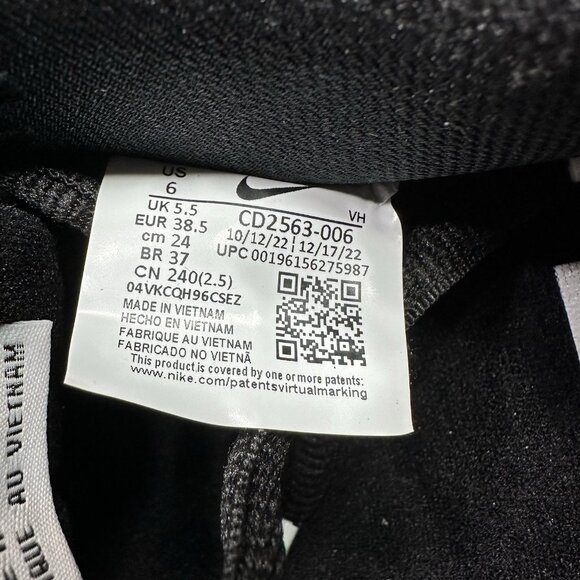 US
6
UK 5.5
EUR 38.5
cm 24
BR 37
CN 240(2.5)
04VKCQH96CSEZ
VH
CD2563-006
10/12/22 | 12/17/22
UPC 00196156275987
MADE IN VIETNAM
HECHO EN VIETNAM
FABRIQUE AU VIETNAM
FABRICADO NO VIETNÃ
This product is covered by one or more patents:
www.nike.com/patentsvirtualmarking
AU VIETNAM